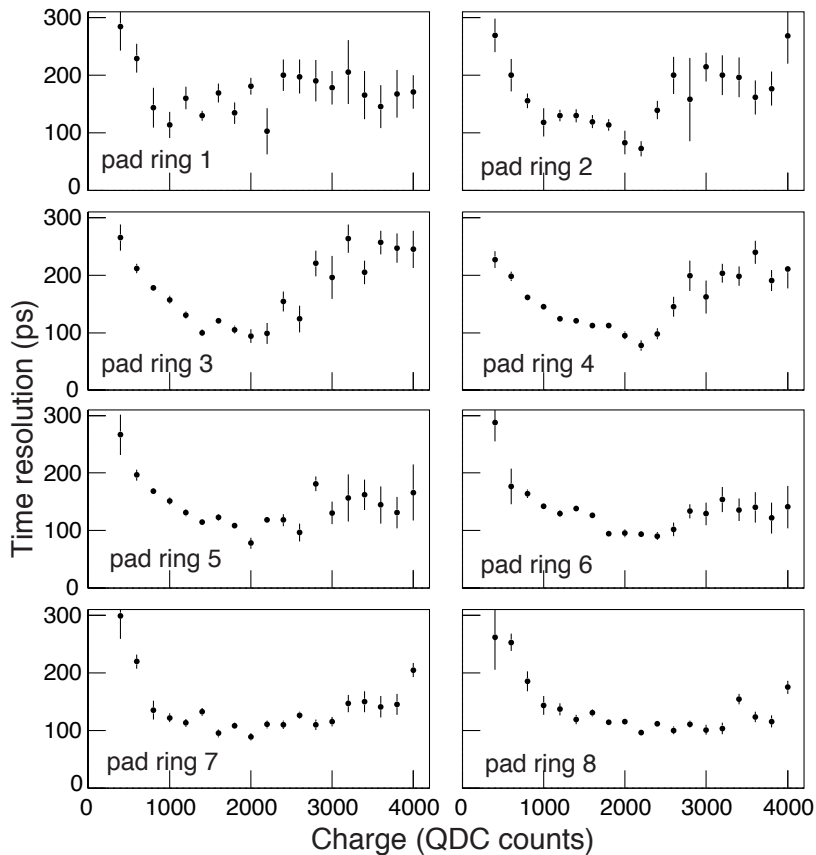 300
200
100
0
pad ring 1
pad ring 2
300
200
100
0
pad ring 3
pad ring 4
300
200
100
0
pad ring 5
pad ring 6
300
200
100
0
pad ring 7
pad ring 8
0 1000 2000 3000 4000 0 1000 2000 3000 4000
Time resolution (ps)
Charge (QDC counts)